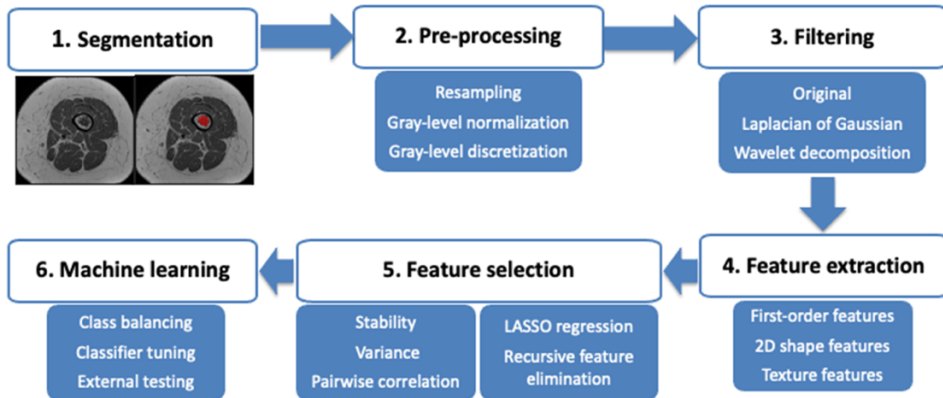 1. Segmentation
2. Pre-processing
Resampling
Gray-level normalization
Gray-level discretization
3. Filtering
Original
Laplacian of Gaussian
Wavelet decomposition
4. Feature extraction
First-order features
2D shape features
Texture features
5. Feature selection
Stability
Variance
Pairwise correlation
LASSO regression
Recursive feature
elimination
6. Machine learning
Class balancing
Classifier tuning
External testing